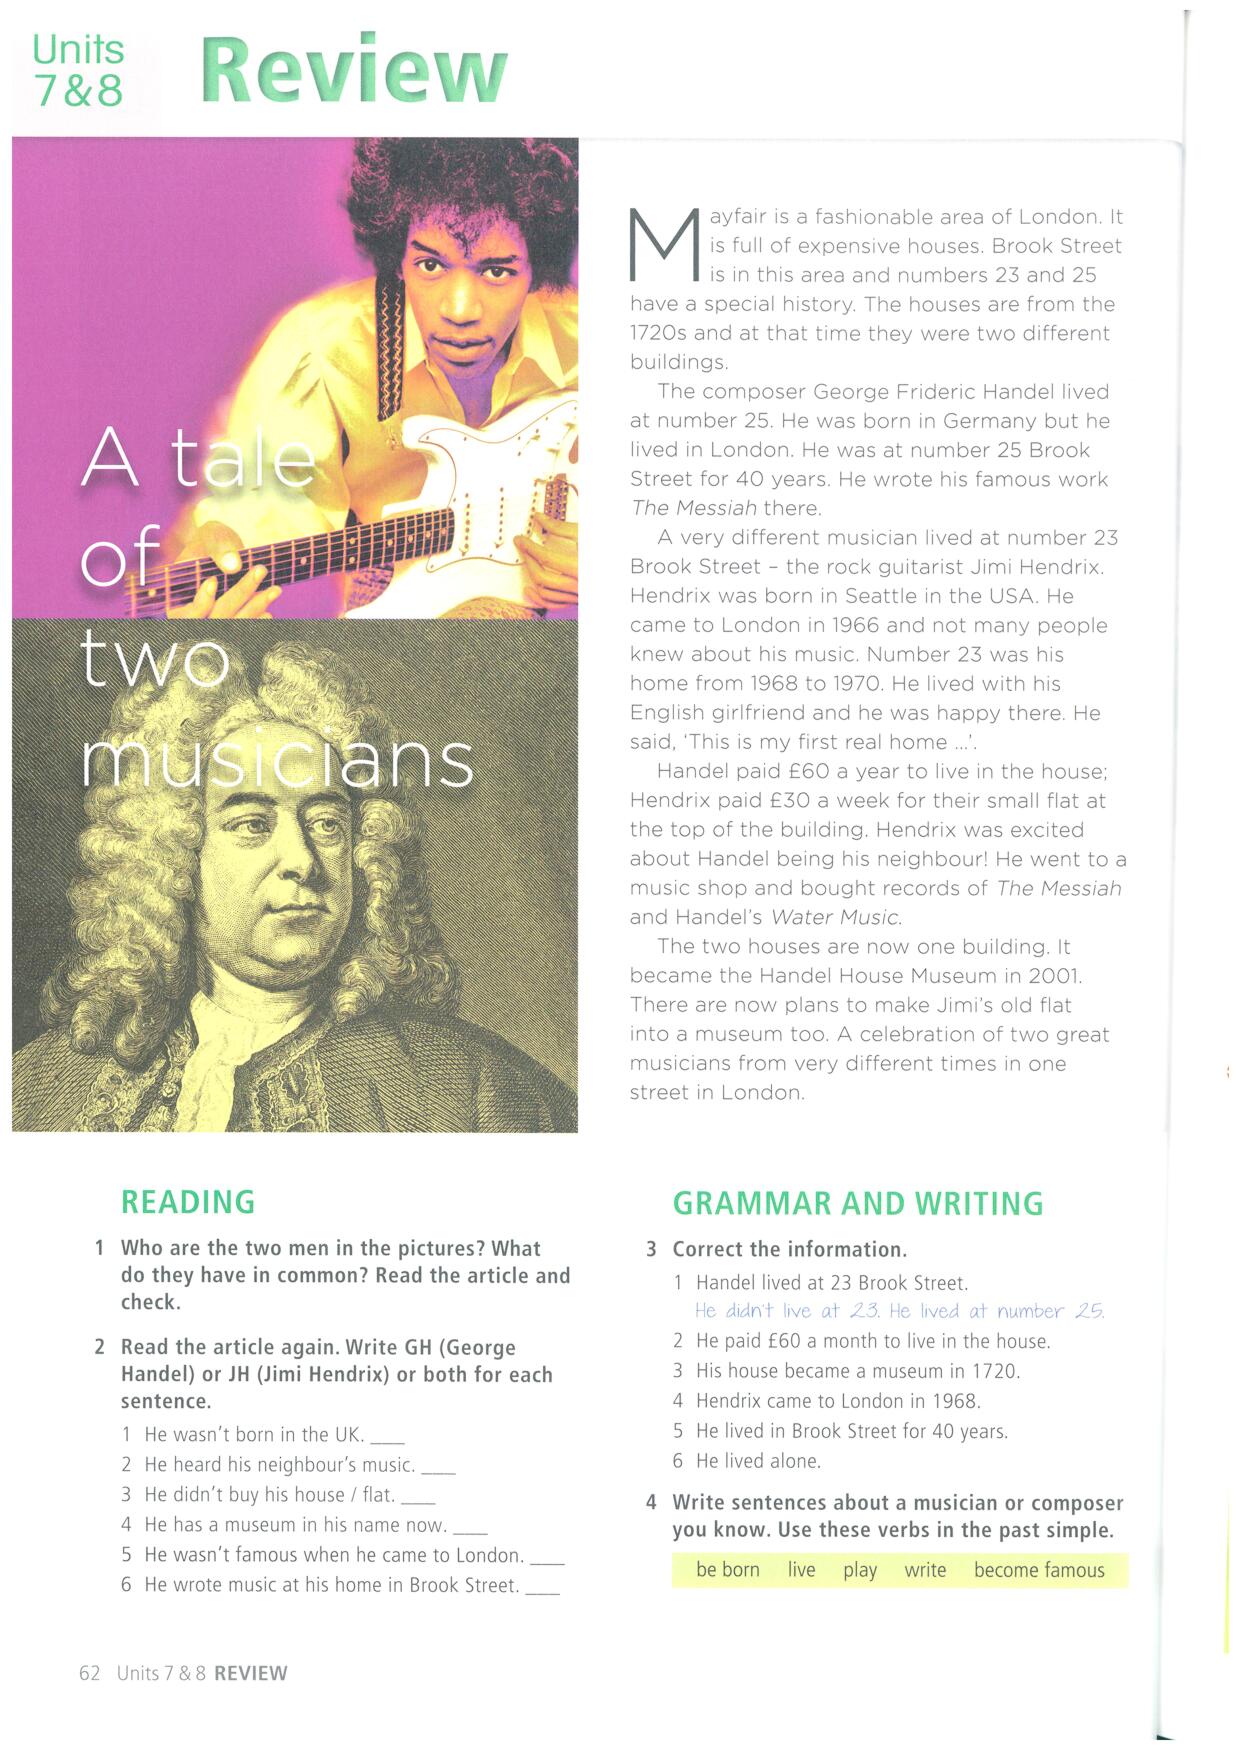 Units
7 & 8
Review
A tale
of
two
musicians
Mayfair is a fashionable area of London. It
is full of expensive houses. Brook Street
is in this area and numbers 23 and 25
have a special history. The houses are from the
1720s and at that time they were two different
buildings.
The composer George Frideric Handel lived
at number 25. He was born in Germany but he
lived in London. He was at number 25 Brook
Street for 40 years. He wrote his famous work
The Messiah there.
A very different musician lived at number 23
Brook Street – the rock guitarist Jimi Hendrix.
Hendrix was born in Seattle in the USA. He
came to London in 1966 and not many people
knew about his music. Number 23 was his
home from 1968 to 1970. He lived with his
English girlfriend and he was happy there. He
said, ‘This is my first real home ...’.
Handel paid £60 a year to live in the house;
Hendrix paid £30 a week for their small flat at
the top of the building. Hendrix was excited
about Handel being his neighbour! He went to a
music shop and bought records of The Messiah
and Handel’s Water Music.
The two houses are now one building. It
became the Handel House Museum in 2001.
There are now plans to make Jimi’s old flat
into a museum too. A celebration of two great
musicians from very different times in one
street in London.
READING
1 Who are the two men in the pictures? What
do they have in common? Read the article and
check.
2 Read the article again. Write GH (George
Handel) or JH (Jimi Hendrix) or both for each
sentence.
1 He wasn’t born in the UK. ___
2 He heard his neighbour’s music. ___
3 He didn’t buy his house / flat. ___
4 He has a museum in his name now. ___
5 He wasn’t famous when he came to London. ___
6 He wrote music at his home in Brook Street. ___
GRAMMAR AND WRITING
3 Correct the information.
1 Handel lived at 23 Brook Street.
He didn’t live at 23. He lived at number 25.
2 He paid £60 a month to live in the house.
3 His house became a museum in 1720.
4 Hendrix came to London in 1968.
5 He lived in Brook Street for 40 years.
6 He lived alone.
4 Write sentences about a musician or composer
you know. Use these verbs in the past simple.
be born live play write become famous
62 Units 7 & 8 REVIEW